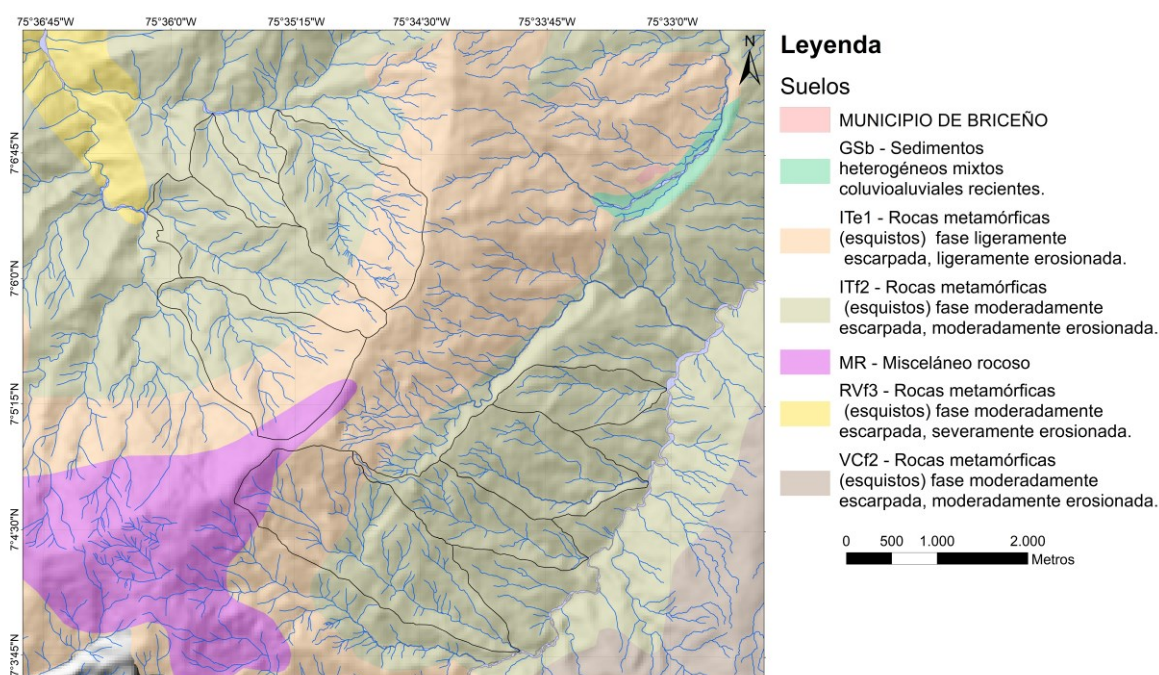 75°36'45"W 75°36'0"W 75°35'15"W 75°34'30"W 75°33'45"W 75°33'0"W
N
7°6'45"N
7°6'0"N
7°5'15"N
7°4'30"N
7°3'45"N
Leyenda
Suelos
MUNICIPIO DE BRICEÑO
GSb - Sedimentos
heterogéneos mixtos
coluvioaluviales recientes.
ITe1 - Rocas metamórficas
(esquistos) fase ligeramente
escarpada, ligeramente erosionada.
ITf2 - Rocas metamórficas
(esquistos) fase moderadamente
escarpada, moderadamente erosionada.
MR - Misceláneo rocoso
RVf3 - Rocas metamórficas
(esquistos) fase moderadamente
escarpada, severamente erosionada.
VCf2 - Rocas metamórficas
(esquistos) fase moderadamente
escarpada, moderadamente erosionada.
0 500 1.000 2.000
Metros